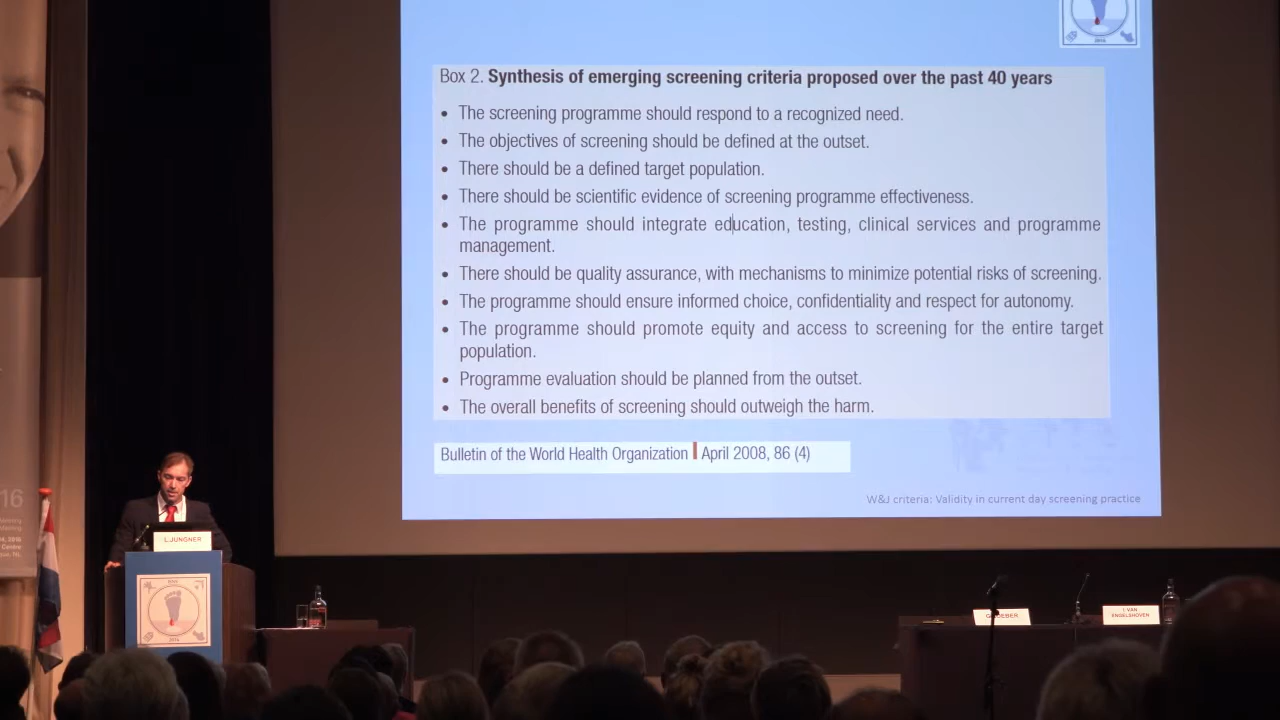 Box 2. Synthesis of emerging screening criteria proposed over the past 40 years
• The screening programme should respond to a recognized need.
• The objectives of screening should be defined at the outset.
• There should be a defined target population.
• There should be scientific evidence of screening programme effectiveness.
• The programme should integrate education, testing, clinical services and programme
management.
• There should be quality assurance, with mechanisms to minimize potential risks of screening.
• The programme should ensure informed choice, confidentiality and respect for autonomy.
• The programme should promote equity and access to screening for the entire target
population.
• Programme evaluation should be planned from the outset.
• The overall benefits of screening should outweigh the harm.
Bulletin of the World Health Organization | April 2008, 86 (4)
W&J criteria: Validity in current day screening practice
16
L.JUNGNER
I. VAN
ENGELSHOVEN